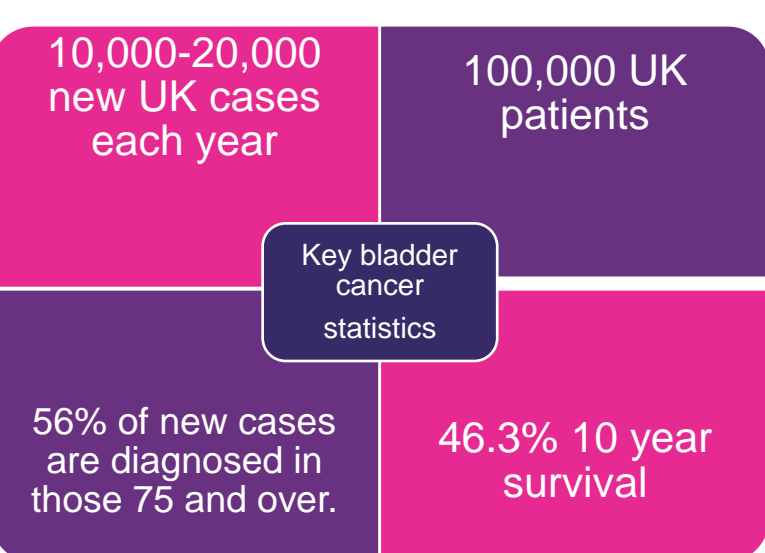 10,000-20,000
new UK cases
each year
100,000 UK
patients
Key bladder
cancer
statistics
56% of new cases
are diagnosed in
those 75 and over.
46.3% 10 year
survival